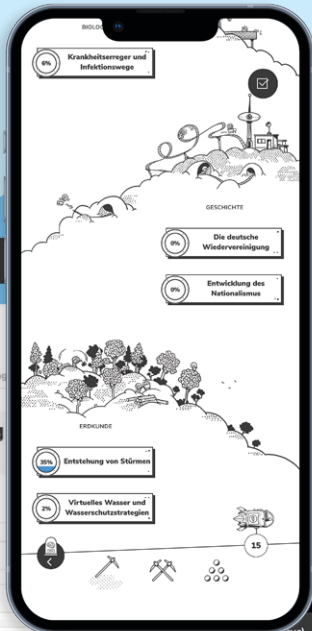 6%
Krankheitserreger und
Infektionswege
GESCHICHTE
0%
Die deutsche
Wiedervereinigung
0%
Entwicklung des
Nationalismus
ERDKUNDE
35%
Entstehung von Stürmen
2%
Virtuelles Wasser und
Wasserschutzstrategien
15